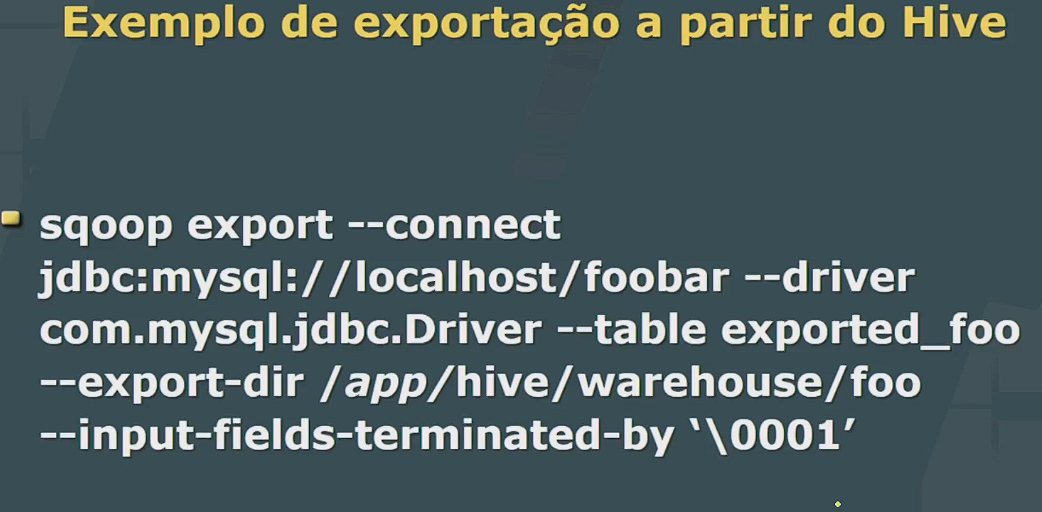 Exemplo de exportação a partir do Hive
sqoop export --connect
jdbc:mysql://localhost/foobar --driver
com.mysql.jdbc.Driver --table exported_foo
--export-dir /app/hive/warehouse/foo
--input-fields-terminated-by ‘\0001’